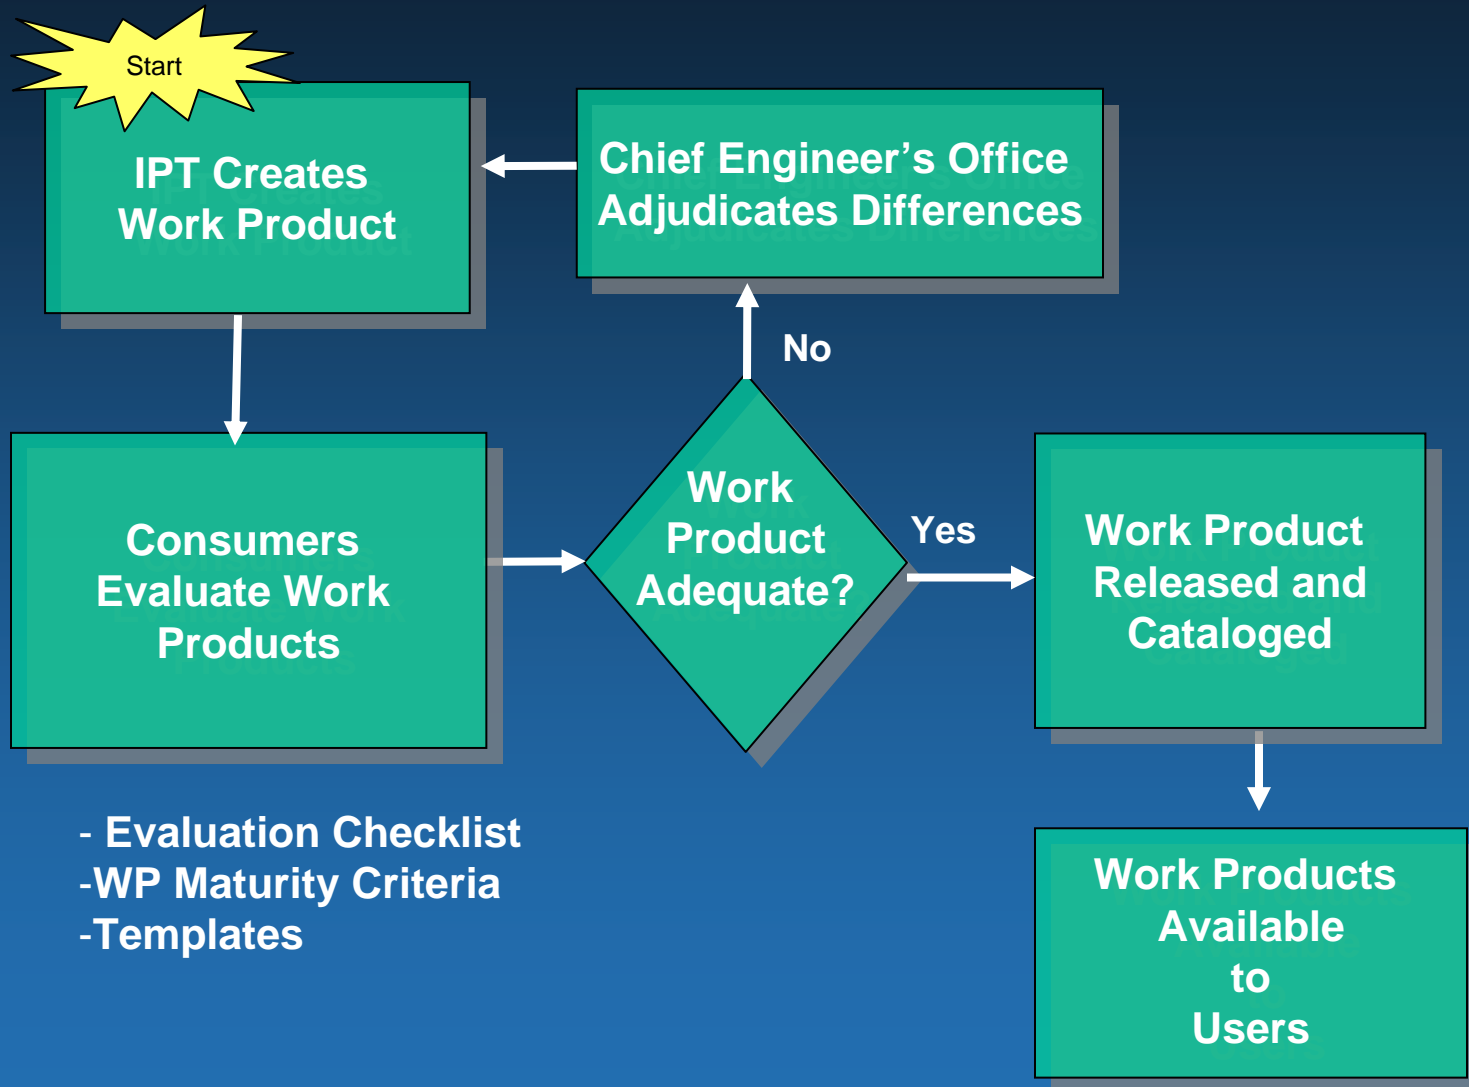 Start
IPT Creates
Work Product
Chief Engineer’s Office
Adjudicates Differences
No
Consumers
Evaluate Work
Products
Work
Product
Adequate?
Yes
Work Product
Released and
Cataloged
- Evaluation Checklist
-WP Maturity Criteria
-Templates
Work Products
Available
to
Users